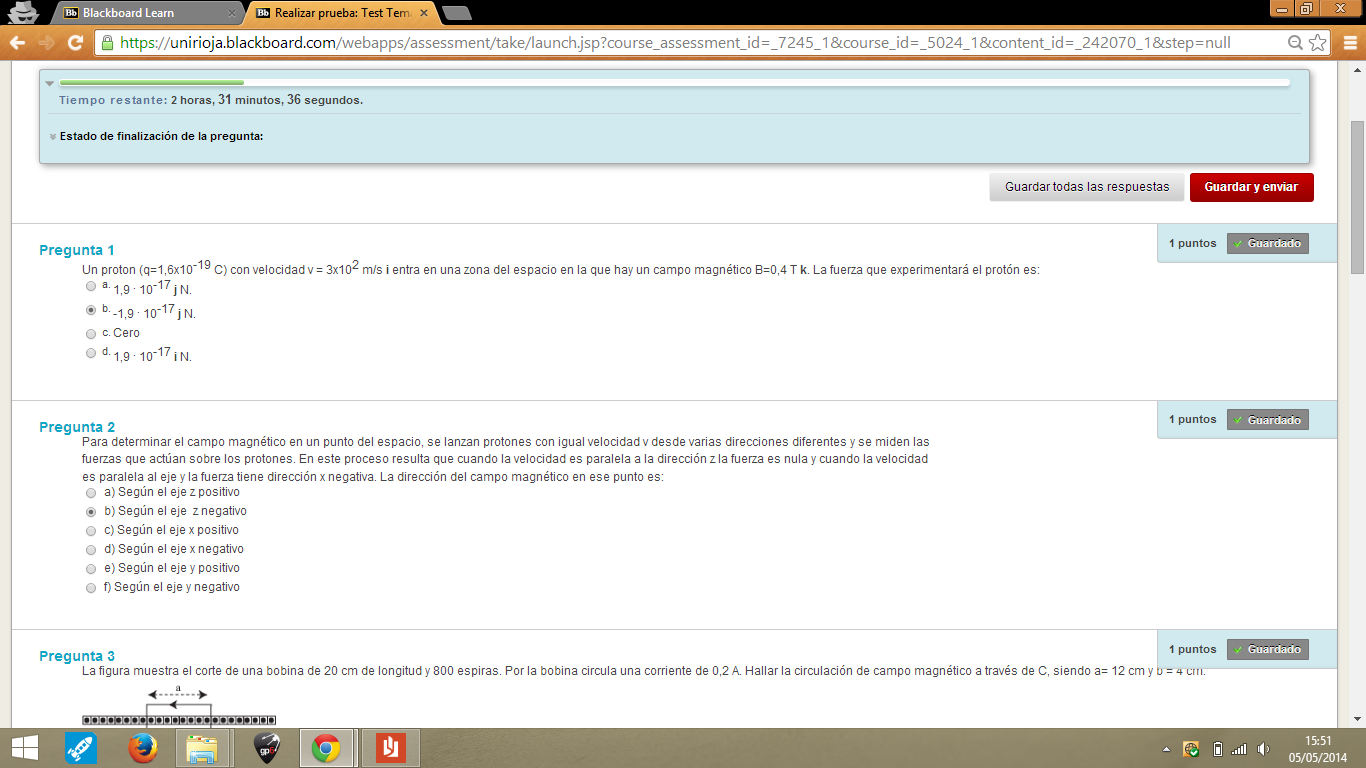 Blackboard Learn
Realizar prueba: Test Tem
https://unirioja.blackboard.com/webapps/assessment/take/launch.jsp?course_assessment_id=_7245_1&course_id=_5024_1&content_id=_242070_1&step=null
Tiempo restante: 2 horas, 31 minutos, 36 segundos.
Estado de finalización de la pregunta:
Guardar todas las respuestas
Guardar y enviar
Pregunta 1
1 puntos
Guardado
Un proton (q=1,6x10-19 C) con velocidad v = 3x102 m/s i entra en una zona del espacio en la que hay un campo magnético B=0,4 T k. La fuerza que experimentará el protón es:
a. 1,9 · 10-17 j N.
b. -1,9 · 10-17 j N.
c. Cero
d. 1,9 · 10-17 i N.
Pregunta 2
1 puntos
Guardado
Para determinar el campo magnético en un punto del espacio, se lanzan protones con igual velocidad v desde varias direcciones diferentes y se miden las
fuerzas que actúan sobre los protones. En este proceso resulta que cuando la velocidad es paralela a la dirección z la fuerza es nula y cuando la velocidad
es paralela al eje y la fuerza tiene dirección x negativa. La dirección del campo magnético en ese punto es:
a) Según el eje z positivo
b) Según el eje z negativo
c) Según el eje x positivo
d) Según el eje x negativo
e) Según el eje y positivo
f) Según el eje y negativo
Pregunta 3
1 puntos
Guardado
La figura muestra el corte de una bobina de 20 cm de longitud y 800 espiras. Por la bobina circula una corriente de 0,2 A. Hallar la circulación de campo magnético a través de C, siendo a= 12 cm y b = 4 cm.
a
15:51
05/05/2014